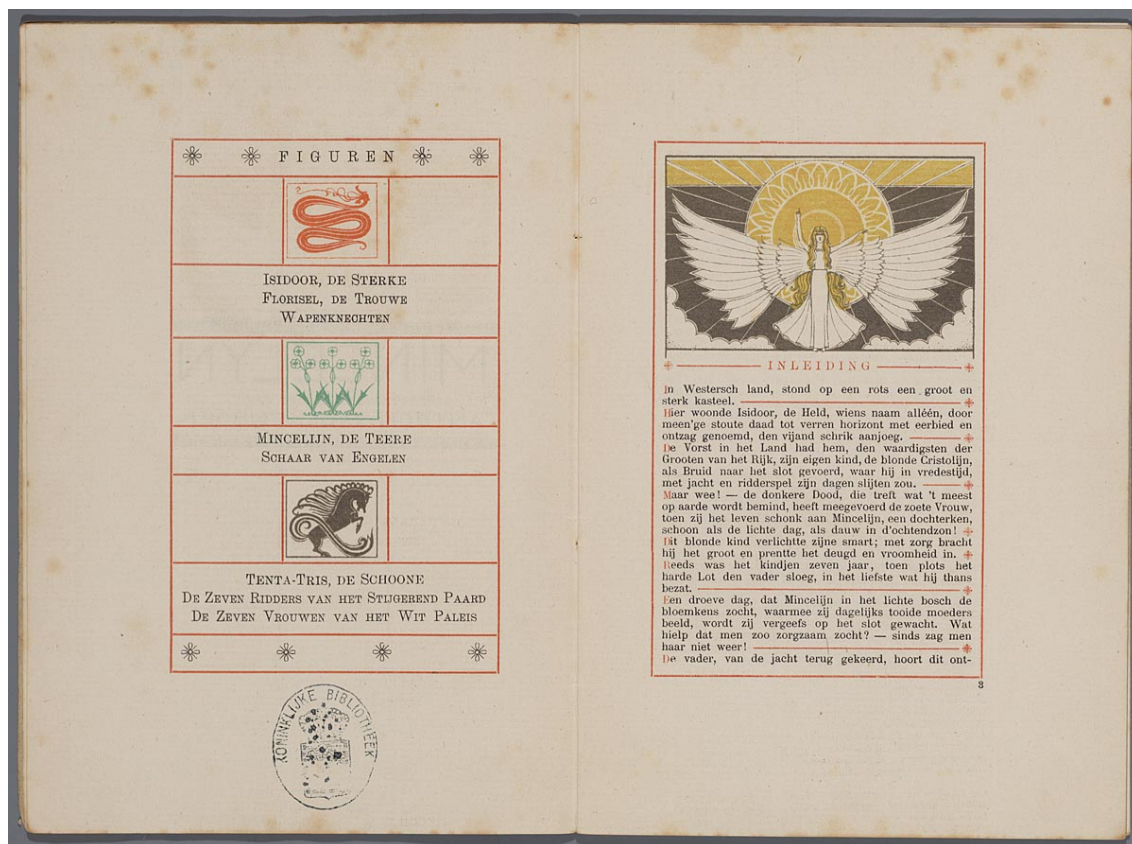 FIGUREN
ISIDOOR, DE STERKE
FLORISEL, DE TROUWE
WAPENKNECHTEN
MINCELIJN, DE TEERE
SCHAAR VAN ENGELEN
TENTA-TRIS, DE SCHOONE
DE ZEVEN RIDDERS VAN HET STIJGEREND PAARD
DE ZEVEN VROUWEN VAN HET WIT PALEIS
KONINKLIJKE BIBLIOTHEEK
INLEIDING
In Westersch land, stond op een rots een groot en
sterk kasteel.
Hier woonde Isidoor, de Held, wiens naam alléén, door
meen'ge stoute daad tot verren horizont met eerbied en
ontzag genoemd, den vijand schrik aanjoeg.
De Vorst in het Land had hem, den waardigsten der
Grooten van het Rijk, zijn eigen kind, de blonde Cristolijn,
als Bruid naar het slot gevoerd, waar hij in vredestijd,
met jacht en ridderspel zijn dagen slijten zou.
Maar wee! — de donkere Dood, die treft wat 't meest
op aarde wordt bemind, heeft meegevoerd de zoete Vrouw,
toen zij het leven schonk aan Mincelijn, een dochterken,
schoon als de lichte dag, als dauw in d'ochtendzon!
Dit blonde kind verlichtte zijne smart; met zorg bracht
hij het groot en prentte het deugd en vroomheid in.
Reeds was het kindjen zeven jaar, toen plots het
harde Lot den vader sloeg, in het liefste wat hij thans
bezat.
Een droeve dag, dat Mincelijn in het lichte bosch de
bloemkens zocht, waarmee zij dagelijks tooide moeders
beeld, wordt zij vergeefs op het slot gewacht. Wat
hielp dat men zoo zorgzaam zocht? — sinds zag men
haar niet weer!
De vader, van de jacht terug gekeerd, hoort dit ont-
3